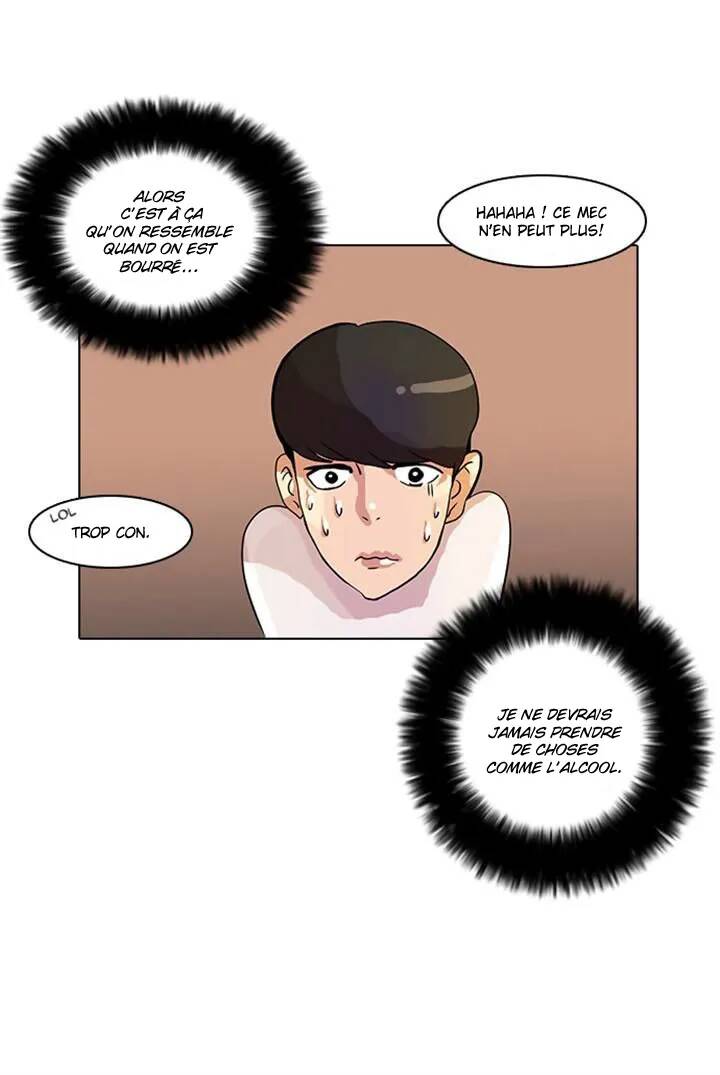 ALORS
C'EST À ÇA
QU'ON RESSEMBLE
QUAND ON EST
BOURRÉ...
HAHAHA ! CE MEC
N'EN PEUT PLUS!
LOL
TROP CON.
JE NE DEVRAIS
JAMAIS PRENDRE
DE CHOSES
COMME L'ALCOOL.